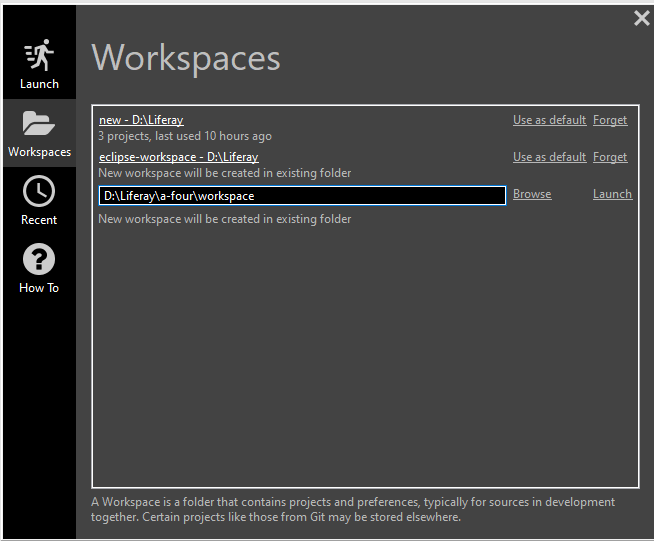 Workspaces
Launch
Workspaces
Recent
How To
new - D:\Liferay Use as default Forget
3 projects, last used 10 hours ago
eclipse-workspace - D:\Liferay Use as default Forget
New workspace will be created in existing folder
D:\Liferay\a-four\workspace Browse Launch
New workspace will be created in existing folder
A Workspace is a folder that contains projects and preferences, typically for sources in development
together. Certain projects like those from Git may be stored elsewhere.